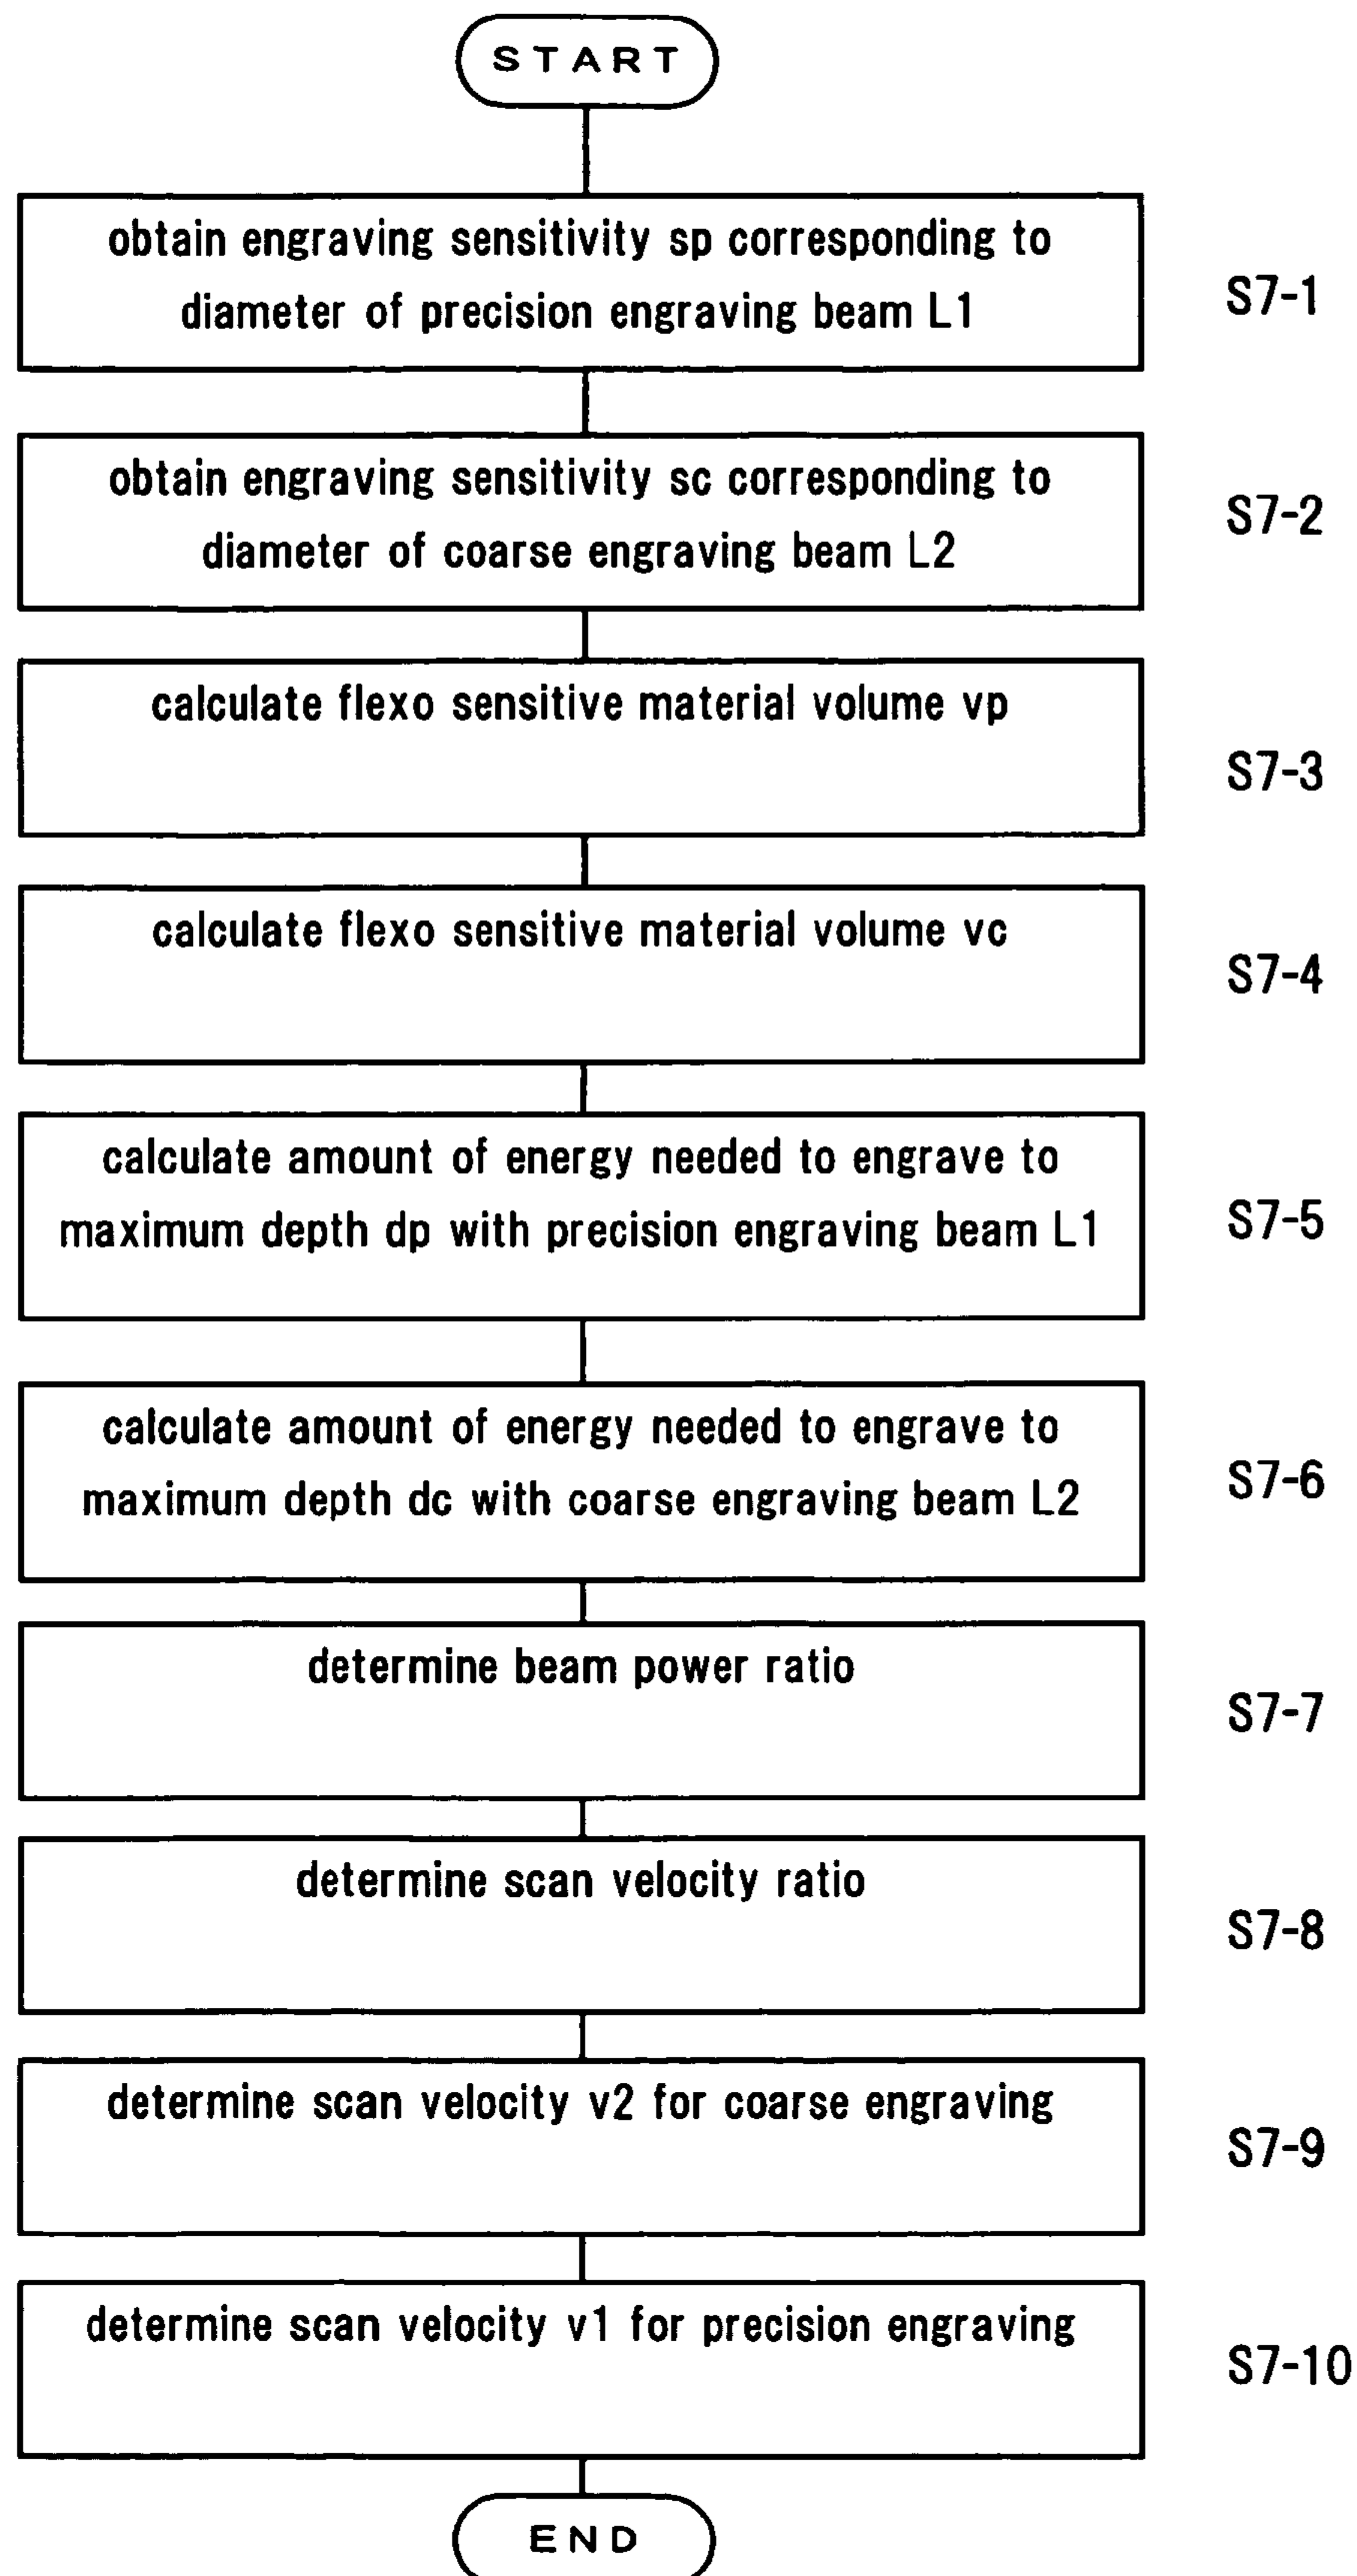 START
obtain engraving sensitivity sp corresponding to
diameter of precision engraving beam L1
S7-1
obtain engraving sensitivity sc corresponding to
diameter of coarse engraving beam L2
S7-2
calculate flexo sensitive material volume vp
S7-3
calculate flexo sensitive material volume vc
S7-4
calculate amount of energy needed to engrave to
maximum depth dp with precision engraving beam L1
S7-5
calculate amount of energy needed to engrave to
maximum depth dc with coarse engraving beam L2
S7-6
determine beam power ratio
S7-7
determine scan velocity ratio
S7-8
determine scan velocity v2 for coarse engraving
S7-9
determine scan velocity v1 for precision engraving
S7-10
END